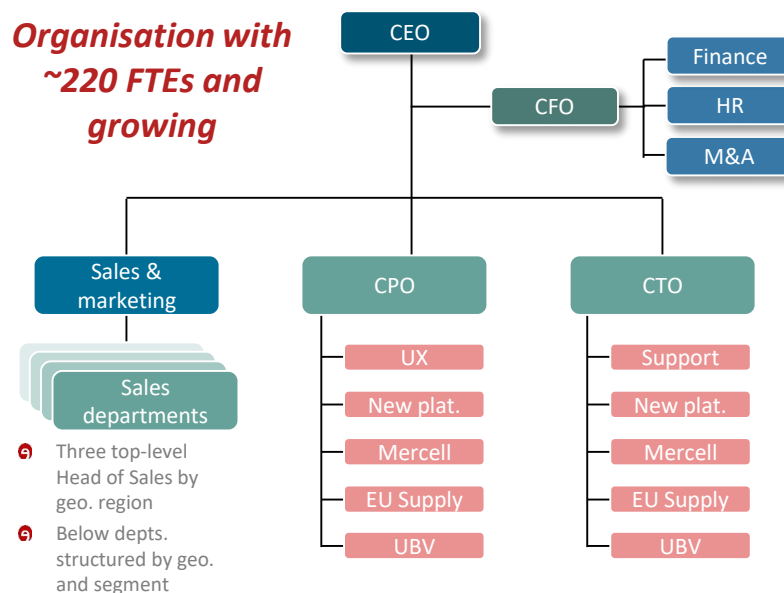 Organisation with
~220 FTEs and
growing
CEO
CFO
Finance
HR
M&A
Sales &
marketing
CPO
CTO
Sales
departments
UX
New plat.
Mercell
EU Supply
UBV
Support
New plat.
Mercell
EU Supply
UBV
Three top-level
Head of Sales by
geo. region
Below depts.
structured by geo.
and segment